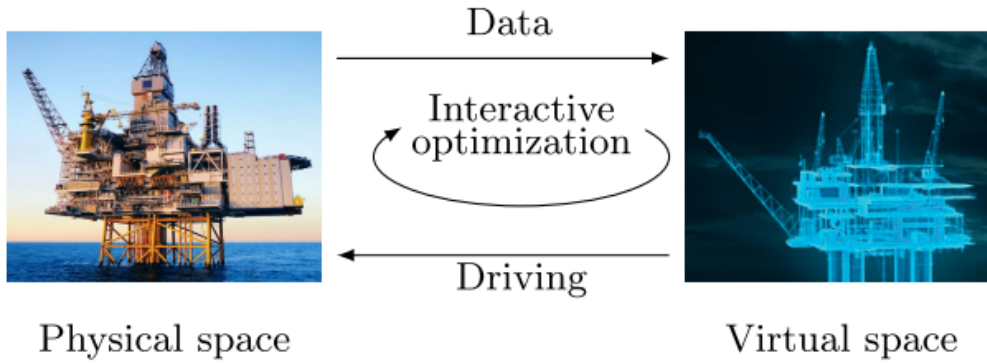 Data
Interactive
optimization
Driving
Physical space
Virtual space